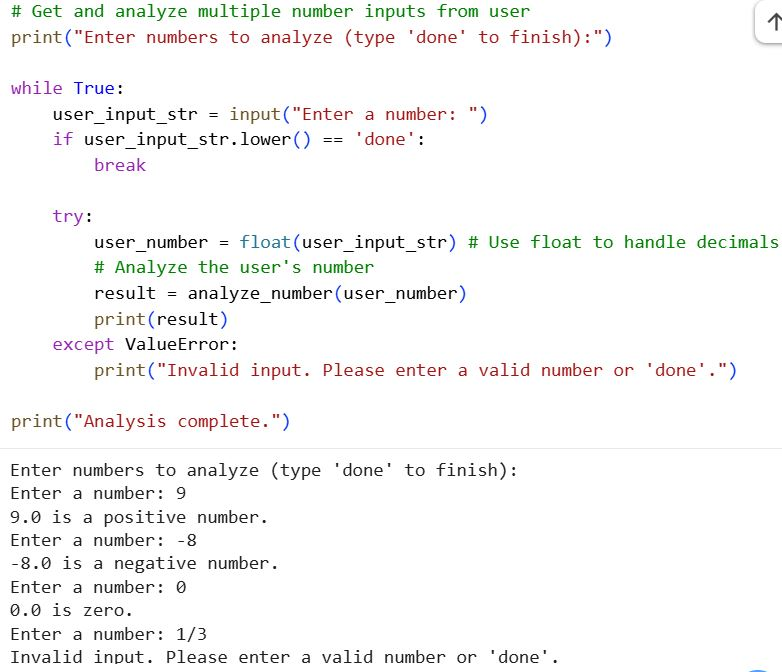 # Get and analyze multiple number inputs from user
print("Enter numbers to analyze (type 'done' to finish):")
while True:
    user_input_str = input("Enter a number: ")
    if user_input_str.lower() == 'done':
        break
    try:
        user_number = float(user_input_str) # Use float to handle decimals
        # Analyze the user's number
        result = analyze_number(user_number)
        print(result)
    except ValueError:
        print("Invalid input. Please enter a valid number or 'done'.")
print("Analysis complete.")
Enter numbers to analyze (type 'done' to finish):
Enter a number: 9
9.0 is a positive number.
Enter a number: -8
-8.0 is a negative number.
Enter a number: 0
0.0 is zero.
Enter a number: 1/3
Invalid input. Please enter a valid number or 'done'.